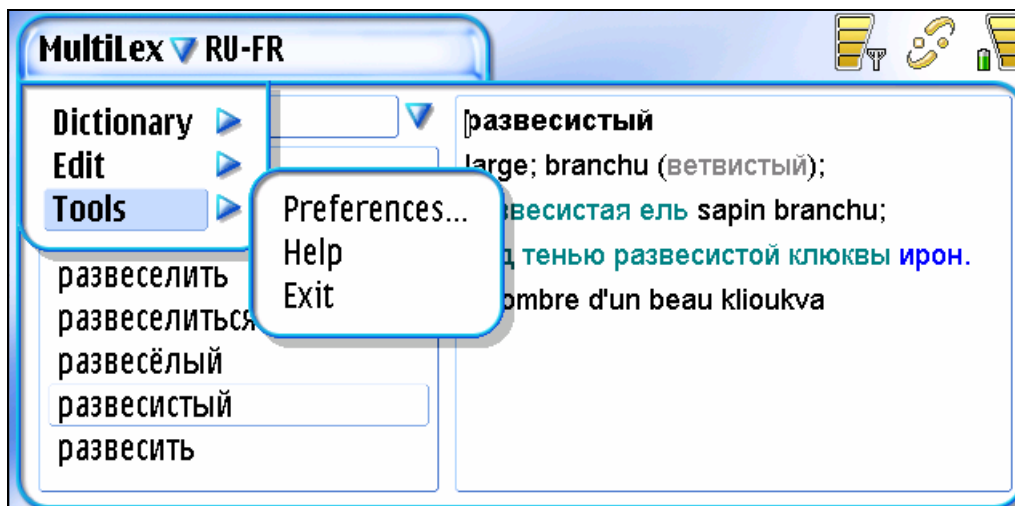 MultiLex RU-FR
Dictionary
Edit
Tools
Preferences...
Help
Exit
развеселить
развеселиться
развесёлый
развесистый
развесить
развесистый
large; branchu (ветвистый);
ель sapin branchu;
тенью развесистой клюквы ирон.
d'un beau klioukva